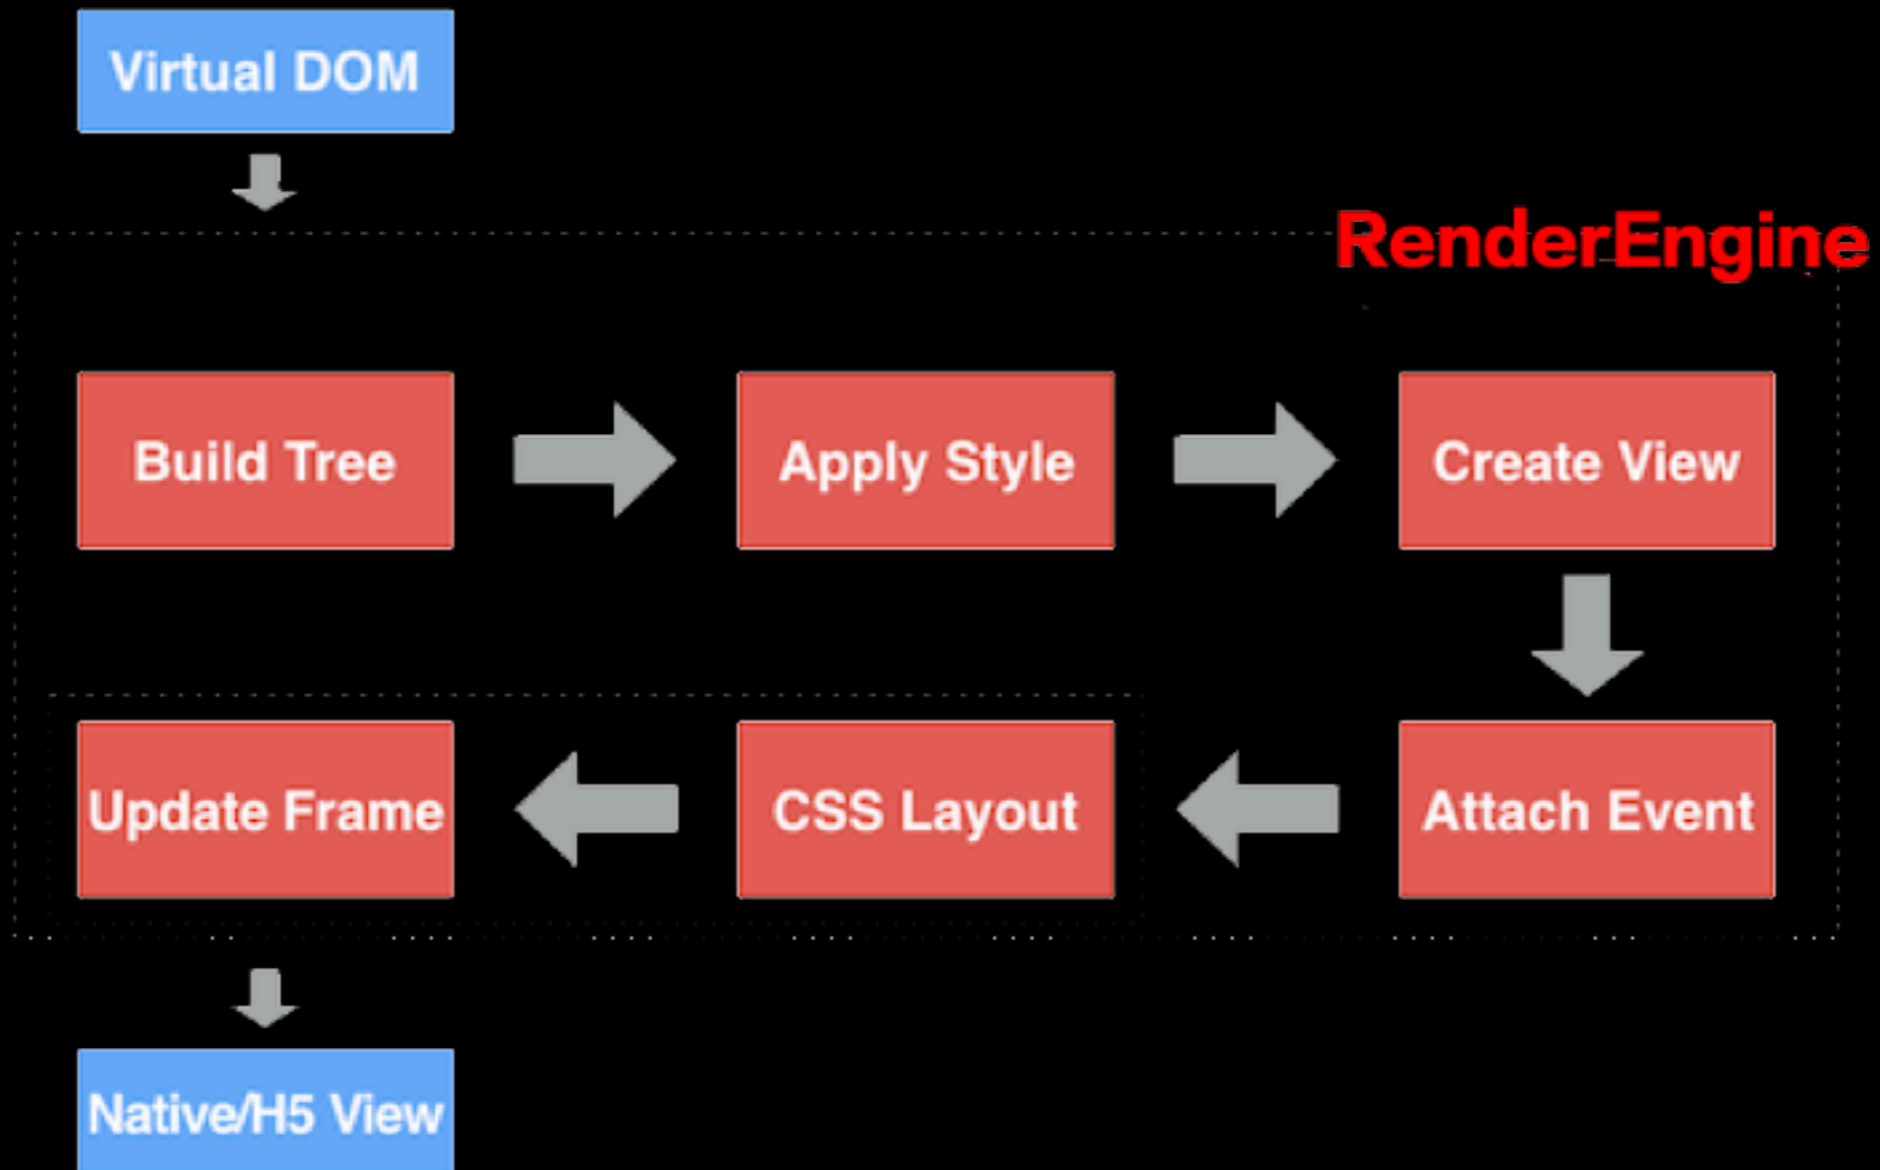 Virtual DOM
RenderEngine
Build Tree
Apply Style
Create View
Update Frame
CSS Layout
Attach Event
Native/H5 View